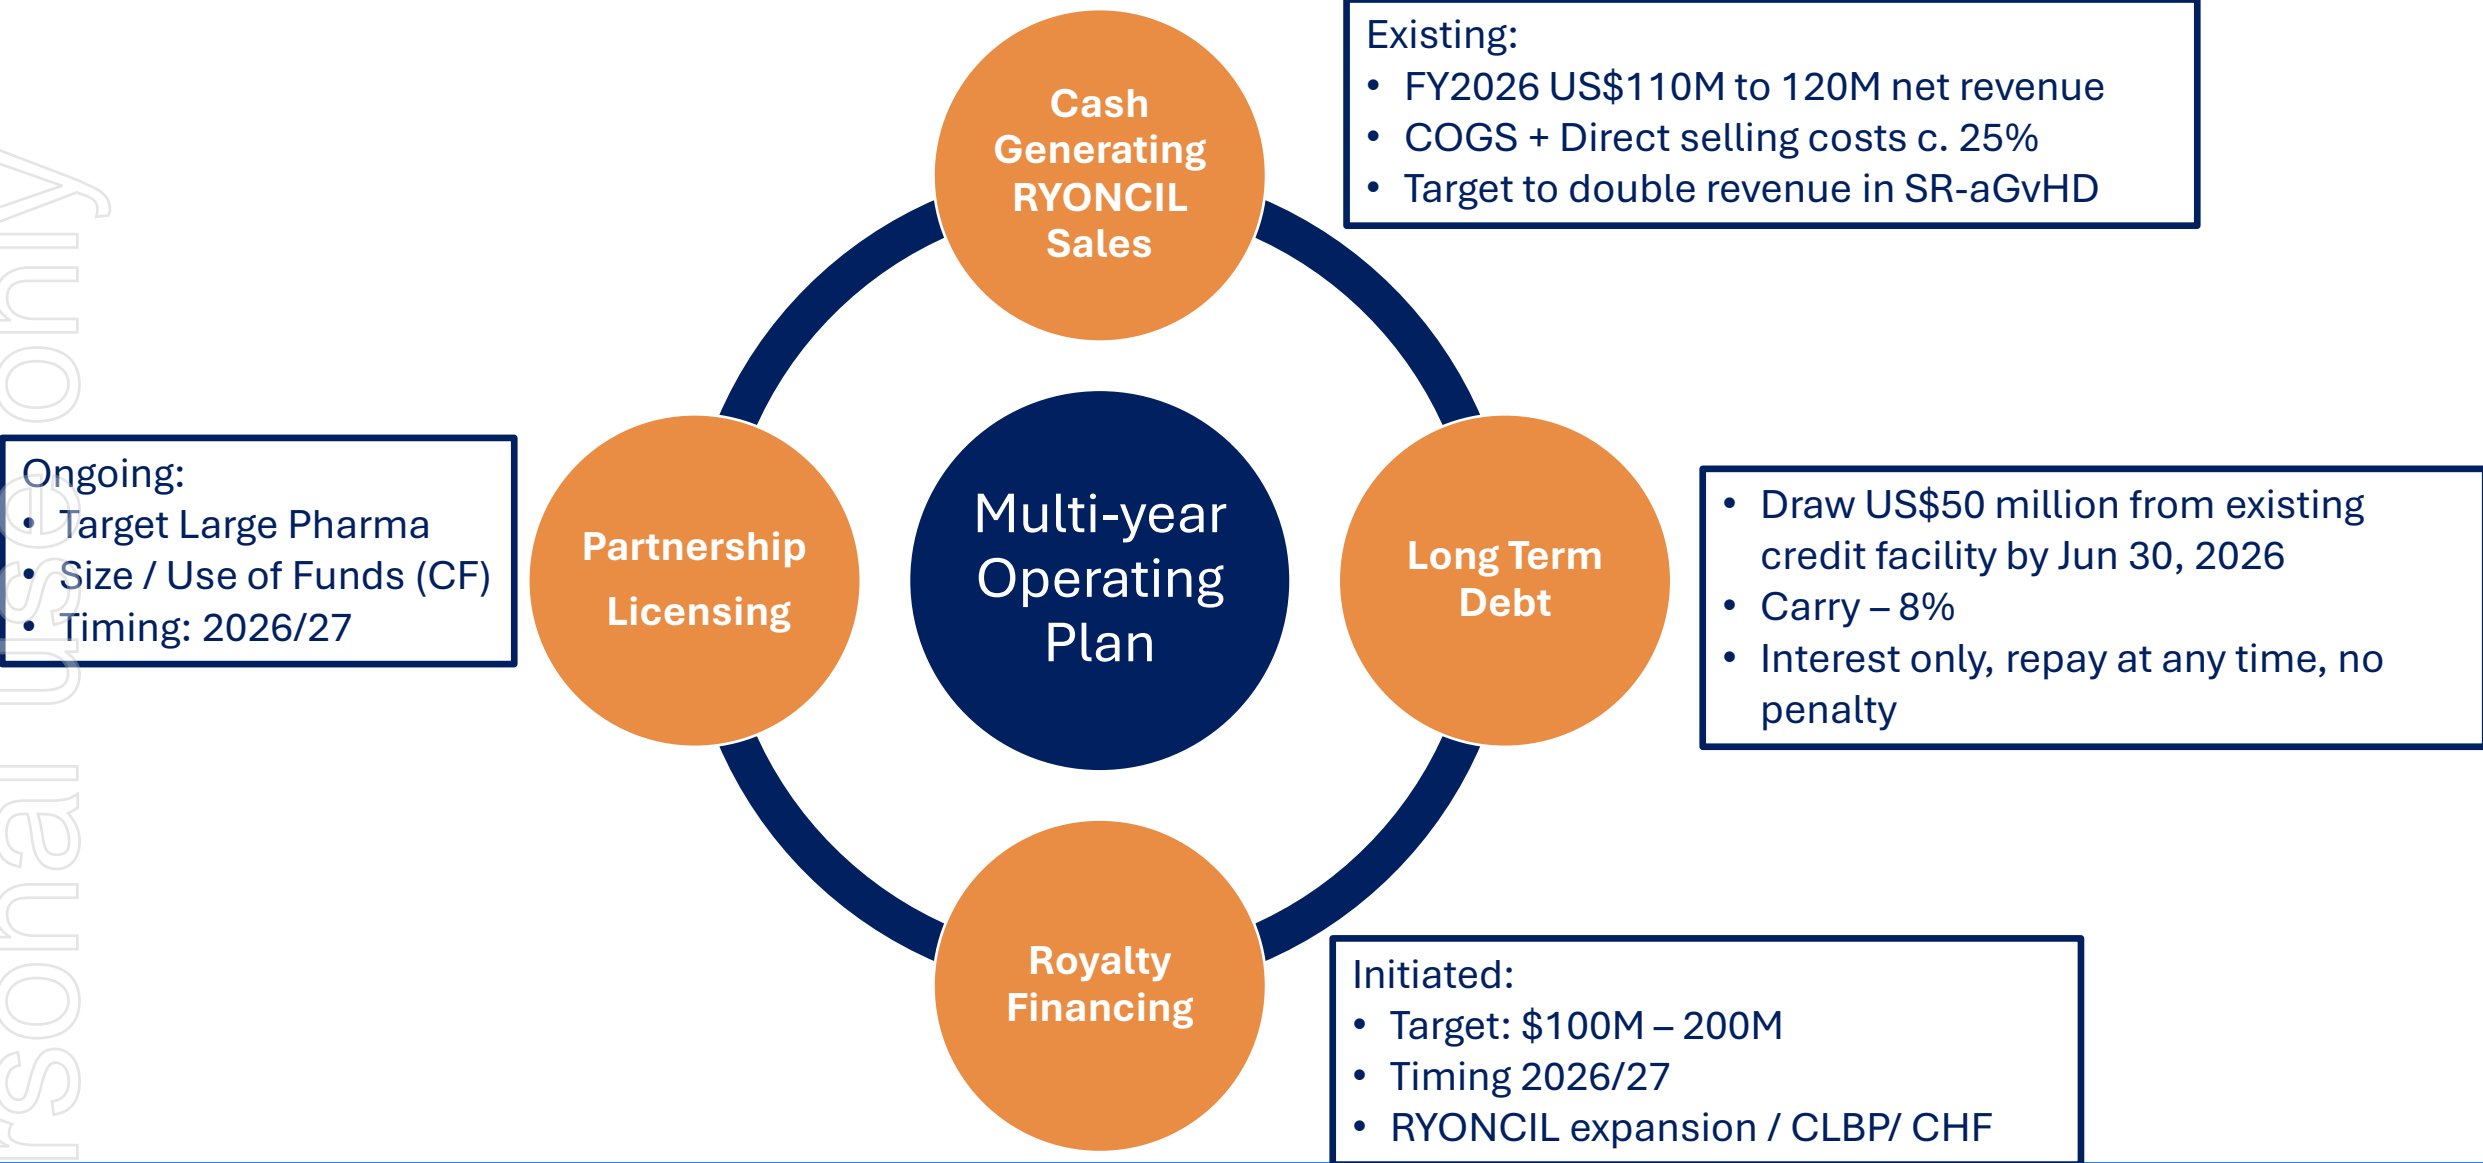 Cash
Generating
RYONCIL
Sales
Existing:
• FY2026 US$110M to 120M net revenue
• COGS + Direct selling costs c. 25%
• Target to double revenue in SR-aGvHD
Ongoing:
• Target Large Pharma
• Size / Use of Funds (CF)
• Timing: 2026/27
Partnership
Licensing
Multi-year
Operating
Plan
Long Term
Debt
• Draw US$50 million from existing
credit facility by Jun 30, 2026
• Carry – 8%
• Interest only, repay at any time, no
penalty
Royalty
Financing
Initiated:
• Target: $100M – 200M
• Timing 2026/27
• RYONCIL expansion / CLBP/ CHF
rsonal use only